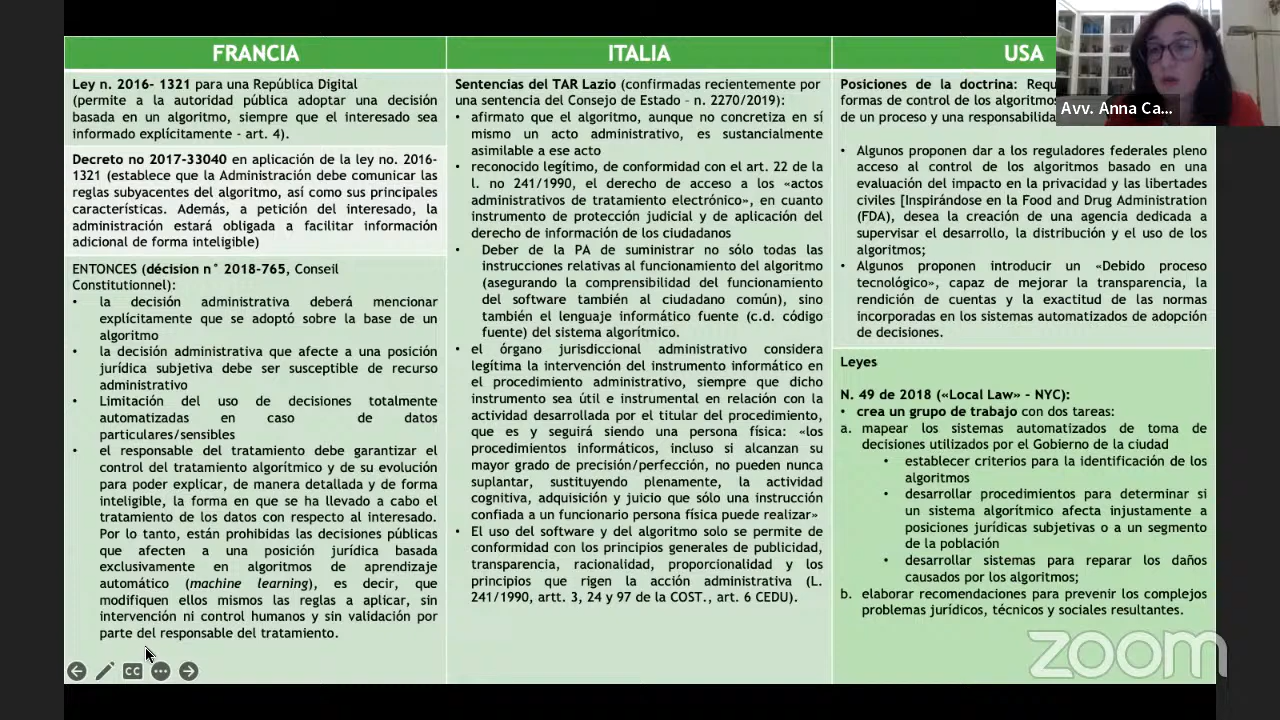 FRANCIA
Ley n. 2016- 1321 para una República Digital
(permite a la autoridad pública adoptar una decisión
basada en un algoritmo, siempre que el interesado sea
informado explícitamente - art. 4).
Decreto no 2017-33040 en aplicación de la ley no. 2016-
1321 (establece que la Administración debe comunicar las
reglas subyacentes del algoritmo, así como sus principales
características. Además, a petición del interesado, la
administración estará obligada a facilitar información
adicional de forma inteligible)
ENTONCES (décision n° 2018-765, Conseil
Constitutionnel):
• la decisión administrativa deberá mencionar
explícitamente que se adoptó sobre la base de un
algoritmo
• la decisión administrativa que afecte a una posición
jurídica subjetiva debe ser susceptible de recurso
administrativo
• Limitación del uso de decisiones totalmente
automatizadas en caso de datos
particulares/sensibles
• el responsable del tratamiento debe garantizar el
control del tratamiento algorítmico y de su evolución
para poder explicar, de manera detallada y de forma
inteligible, la forma en que se ha llevado a cabo el
tratamiento de los datos con respecto al interesado.
Por lo tanto, están prohibidas las decisiones públicas
que afecten a una posición jurídica basada
exclusivamente en algoritmos de aprendizaje
automático (machine learning), es decir, que
modifiquen ellos mismos las reglas a aplicar, sin
intervención ni control humanos y sin validación por
parte del responsable del tratamiento.
ITALIA
Sentencias del TAR Lazio (confirmadas recientemente por
una sentencia del Consejo de Estado - n. 2270/2019):
• afirmato que el algoritmo, aunque no concretiza en sí
mismo un acto administrativo, es sustancialmente
asimilable a ese acto
• reconocido legítimo, de conformidad con el art. 22 de la
l. no 241/1990, el derecho de acceso a los «actos
administrativos de tratamiento electrónico», en cuanto
instrumento de protección judicial y de aplicación del
derecho de información de los ciudadanos
• Deber de la PA de suministrar no sólo todas las
instrucciones relativas al funcionamiento del algoritmo
(asegurando la comprensibilidad del funcionamiento
del software también al ciudadano común), sino
también el lenguaje informático fuente (c.d. código
fuente) del sistema algorítmico.
• el órgano jurisdiccional administrativo considera
legítima la intervención del instrumento informático en
el procedimiento administrativo, siempre que dicho
instrumento sea útil e instrumental en relación con la
actividad desarrollada por el titular del procedimiento,
que es y seguirá siendo una persona física: «los
procedimientos informáticos, incluso si alcanzan su
mayor grado de precisión/perfección, no pueden nunca
suplantar, sustituyendo plenamente, la actividad
cognitiva, adquisición y juicio que sólo una instrucción
confiada a un funcionario persona física puede realizar»
• El uso del software y del algoritmo solo se permite de
conformidad con los principios generales de publicidad,
transparencia, racionalidad, proporcionalidad y los
principios que rigen la acción administrativa (L.
241/1990, artt. 3, 24 y 97 de la COST., art. 6 CEDU).
USA
Posiciones de la doctrina:
formas de control de los algoritmos
de un proceso y una
• Algunos proponen dar a los reguladores federales pleno
acceso al control de los algoritmos basado en una
evaluación del impacto en la privacidad y las libertades
civiles [Inspirándose en la Food and Drug Administration
(FDA), desea la creación de una agencia dedicada a
supervisar el desarrollo, la distribución y el uso de los
algoritmos;
• Algunos proponen introducir un «Debido proceso
tecnológico», capaz de mejorar la transparencia, la
rendición de cuentas y la exactitud de las normas
incorporadas en los sistemas automatizados de adopción
de decisiones.
Leyes
N. 49 de 2018 («Local Law» - NYC):
• crea un grupo de trabajo con dos tareas:
a. mapear los sistemas automatizados de toma de
decisiones utilizados por el Gobierno de la ciudad
• establecer criterios para la identificación de los
algoritmos
• desarrollar procedimientos para determinar si
un sistema algorítmico afecta injustamente a
posiciones jurídicas subjetivas o a un segmento
de la población
• desarrollar sistemas para reparar los daños
causados por los algoritmos;
b. elaborar recomendaciones para prevenir los complejos
problemas jurídicos, técnicos y sociales resultantes.
Avv. Anna Ca...
CC
zoom